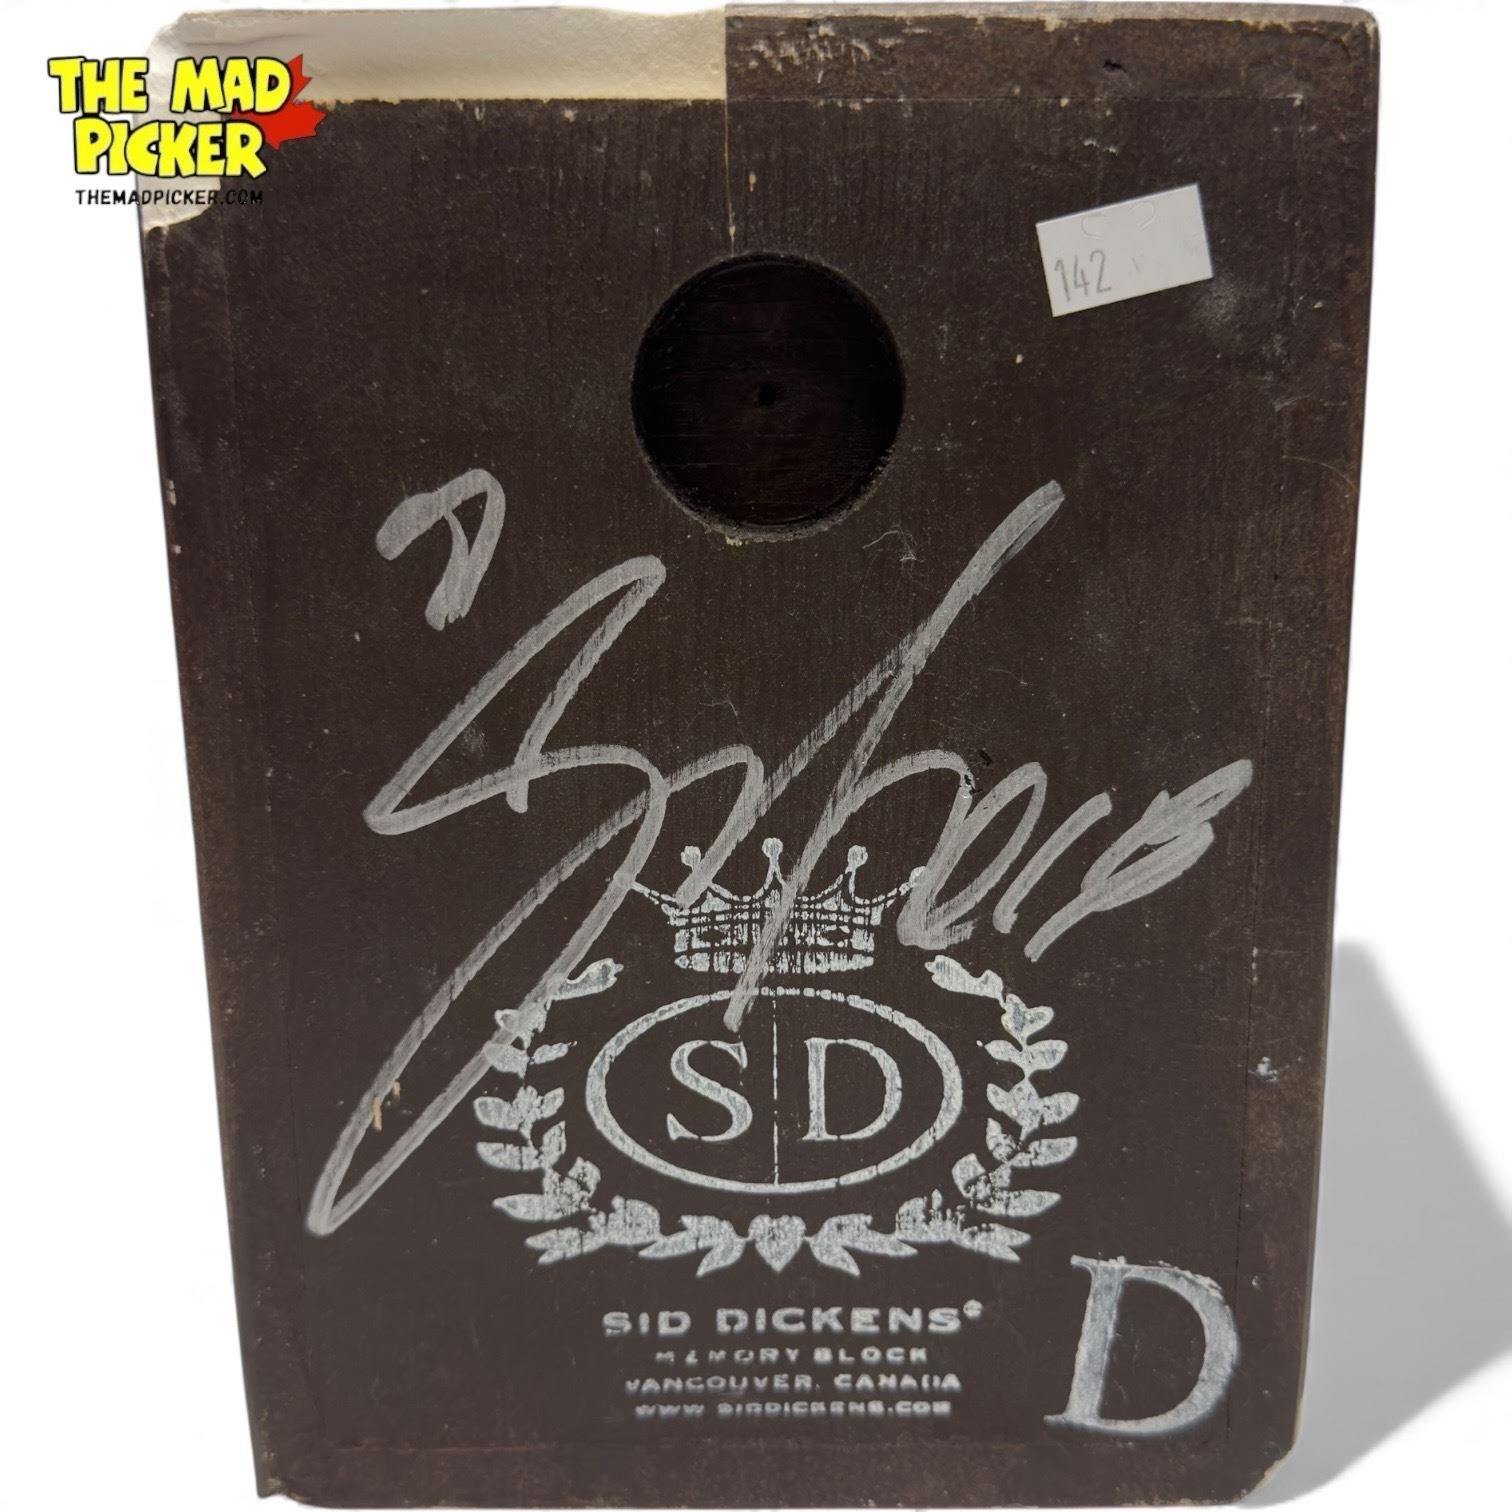 THE MAD
PICKER
THEMADPICKER.COM
142
SD
SID DICKENS®
MEMORY BLOCK
VANCOUVER, CANADA
WWW.SIDDICKENS.COM
D